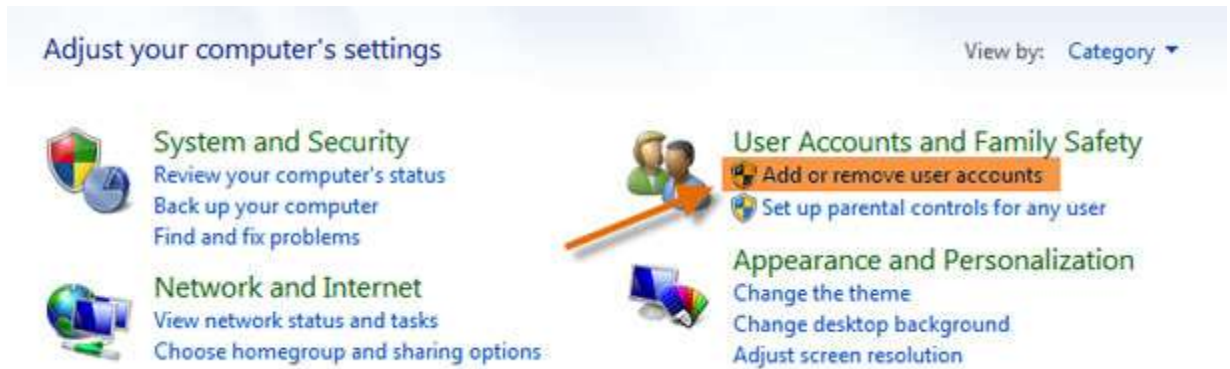 Adjust your computer's settings
View by: Category
System and Security
Review your computer's status
Back up your computer
Find and fix problems
Network and Internet
View network status and tasks
Choose homegroup and sharing options
User Accounts and Family Safety
Add or remove user accounts
Set up parental controls for any user
Appearance and Personalization
Change the theme
Change desktop background
Adjust screen resolution